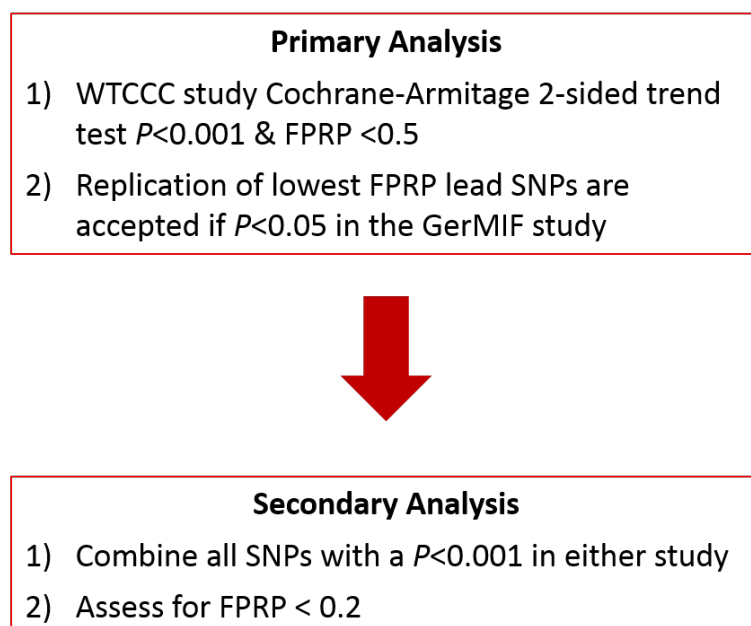 Primary Analysis
1) WTCCC study Cochrane-Armitage 2-sided trend
test P<0.001 & FPRP <0.5
2) Replication of lowest FPRP lead SNPs are
accepted if P<0.05 in the GerMIF study
Secondary Analysis
1) Combine all SNPs with a P<0.001 in either study
2) Assess for FPRP < 0.2